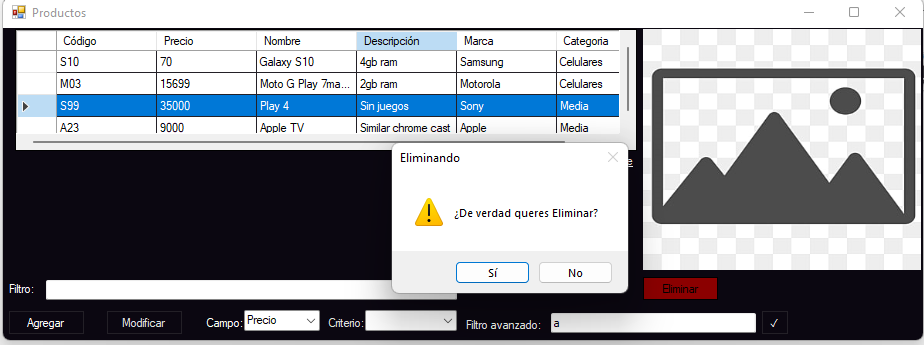 Productos
Código Precio Nombre Descripción Marca Categoria
S10 70 Galaxy S10 4gb ram Samsung Celulares
M03 15699 Moto G Play 7ma... 2gb ram Motorola Celulares
S99 35000 Play 4 Sin juegos Sony Media
A23 9000 Apple TV Similar chrome cast Apple Media
Eliminando
¿De verdad queres Eliminar?
Sí No
Filtro:
Eliminar
Agregar Modificar Campo: Precio Criterio: Filtro avanzado: a ✓